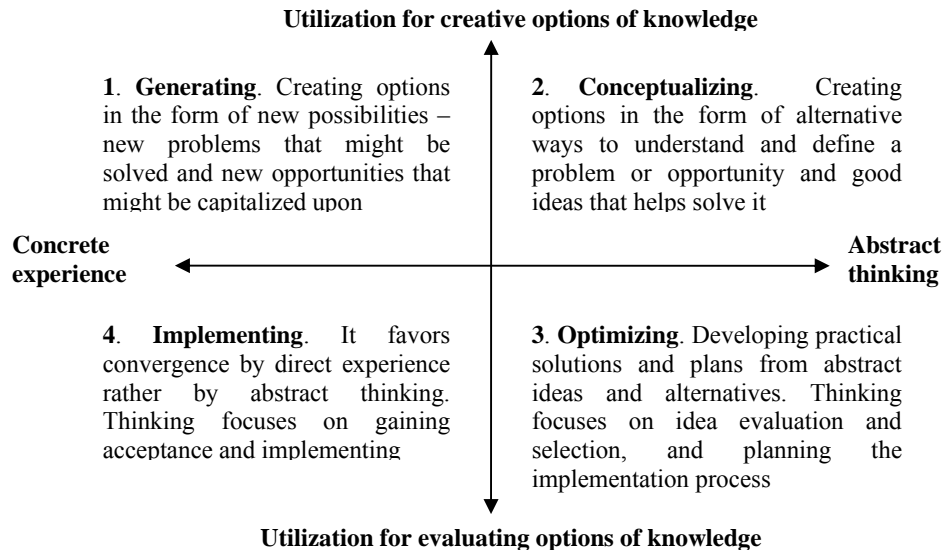 Utilization for creative options of knowledge
1. Generating. Creating options
in the form of new possibilities –
new problems that might be
solved and new opportunities that
might be capitalized upon
2. Conceptualizing. Creating
options in the form of alternative
ways to understand and define a
problem or opportunity and good
ideas that helps solve it
Concrete
experience
Abstract
thinking
4. Implementing. It favors
convergence by direct experience
rather by abstract thinking.
Thinking focuses on gaining
acceptance and implementing
3. Optimizing. Developing practical
solutions and plans from abstract
ideas and alternatives. Thinking
focuses on idea evaluation and
selection, and planning the
implementation process
Utilization for evaluating options of knowledge